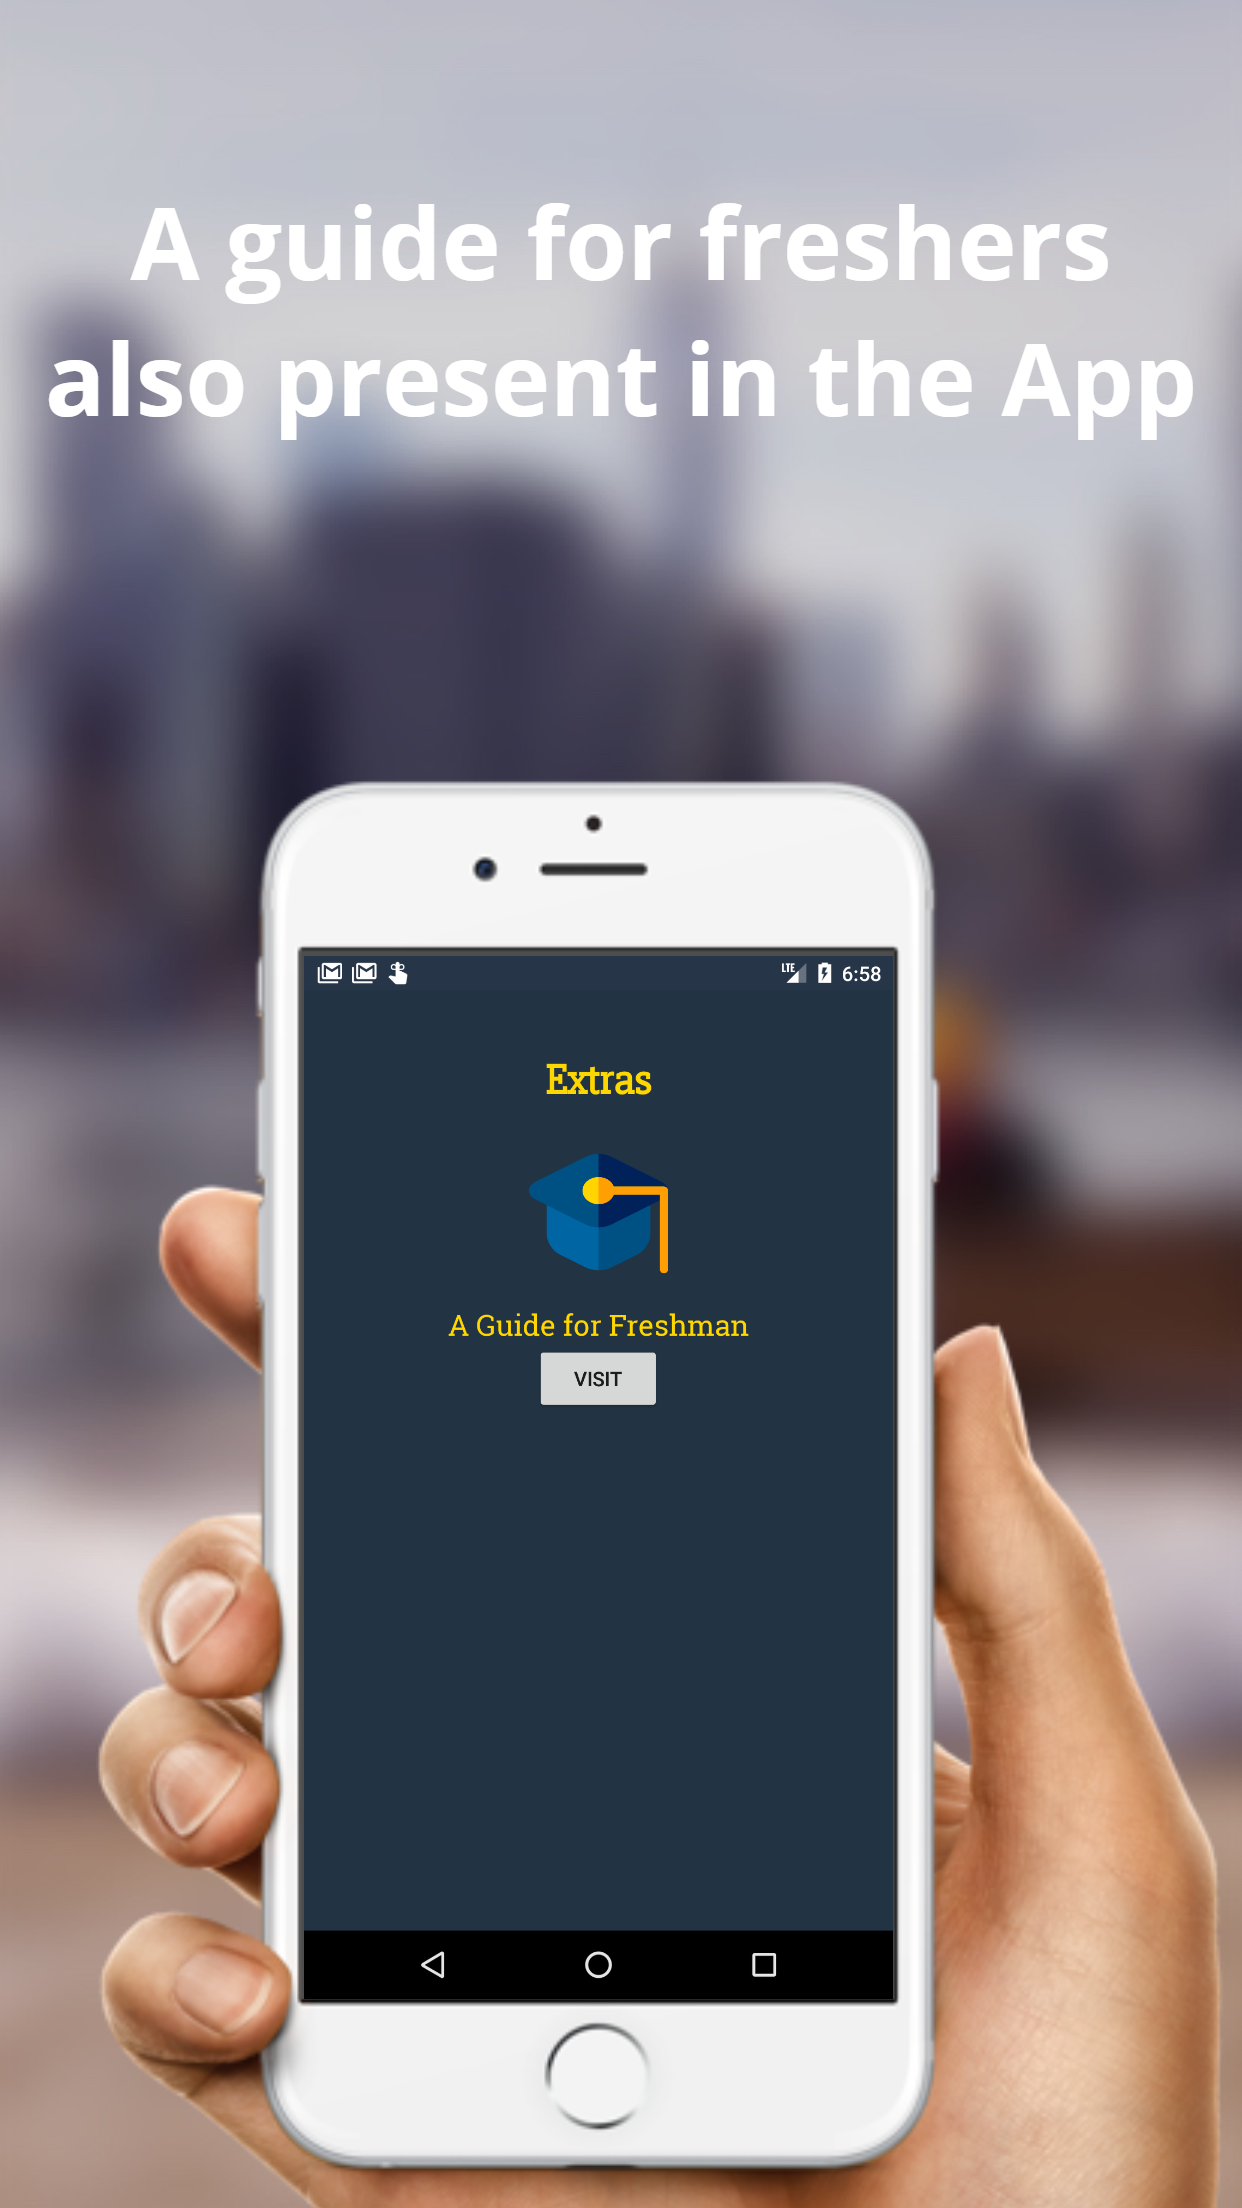 A guide for freshers
also present in the App
LTE 6:58
Extras
A Guide for Freshman
VISIT